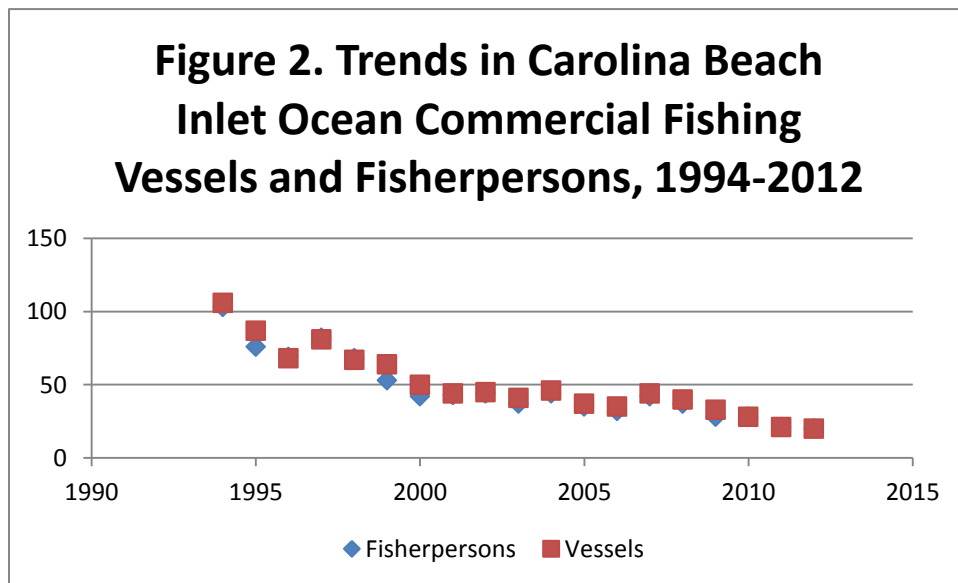 Figure 2. Trends in Carolina Beach
Inlet Ocean Commercial Fishing
Vessels and Fisherpersons, 1994-2012
150
100
50
0
1990 1995 2000 2005 2010 2015
Fisherpersons Vessels